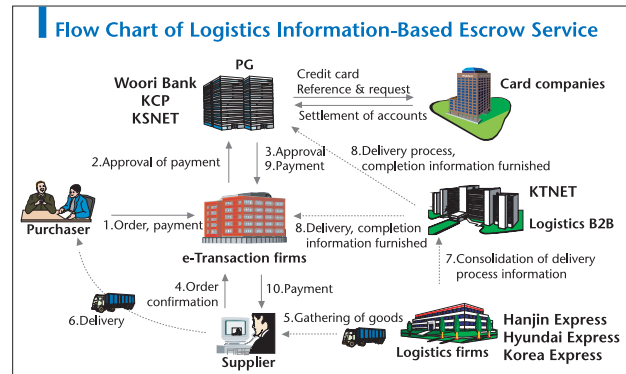 Flow Chart of Logistics Information-Based Escrow Service
PG
Woori Bank
KCP
KSNET
Credit card
Reference & request
Settlement of accounts
Card companies
2.Approval of payment
3.Approval
9.Payment
8.Delivery process,
completion information furnished
KTNET
Logistics B2B
Purchaser
1.Order, payment
8.Delivery, completion
information furnished
e-Transaction firms
7.Consolidation of delivery
process information
4.Order
confirmation
10.Payment
6.Delivery
5.Gathering of goods
Hanjin Express
Hyundai Express
Korea Express
Logistics firms
Supplier